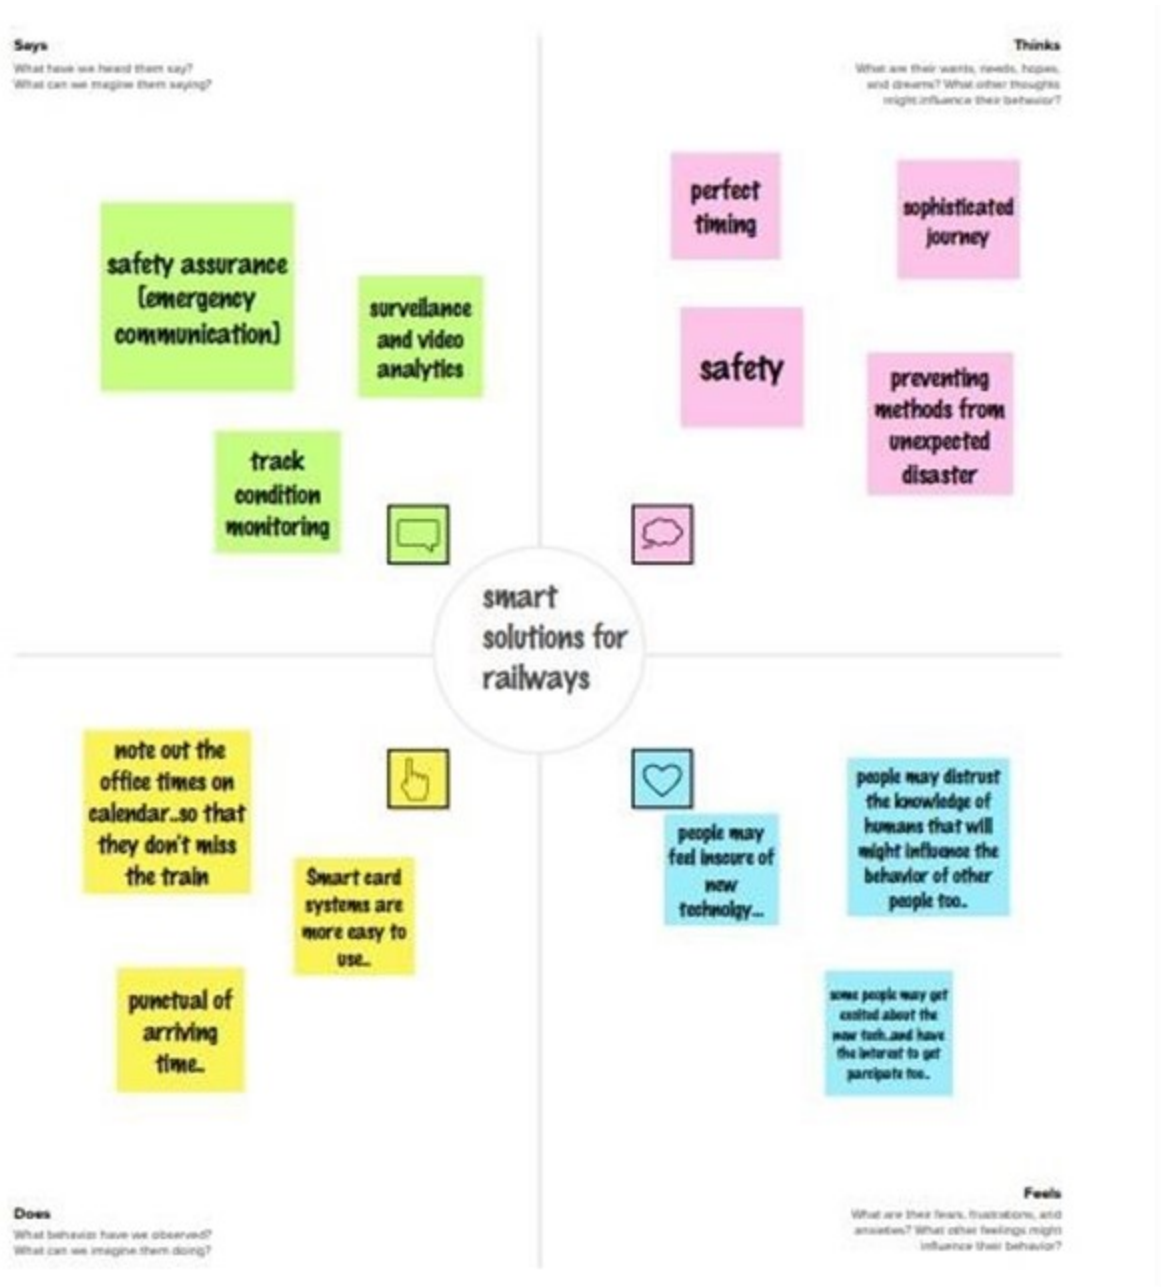 Says
What have we heard them say?
What can we imagine them saying?
Thinks
What are their wants, needs, hopes,
and dreams? What other thoughts
might influence their behavior?
safety assurance
[emergency
communication]
surveilance
and video
analytics
track
condition
monitoring
perfect
timing
sophisticated
journey
safety
preventing
methods from
unexpected
disaster
smart
solutions for
railways
note out the
office times on
calendar..so that
they don't miss
the train
Smart card
systems are
more easy to
use..
punctual of
arriving
time..
people may
feel inscure of
new
technolgy...
people may distrust
the knowledge of
humans that will
might influence the
behavior of other
people too..
some people may get
excited about the
new tech..and have
the interest to get
parcipate too..
Does
What behavior have we observed?
What can we imagine them doing?
Feels
What are their fears, frustrations, and
anxieties? What other feelings might
influence their behavior?